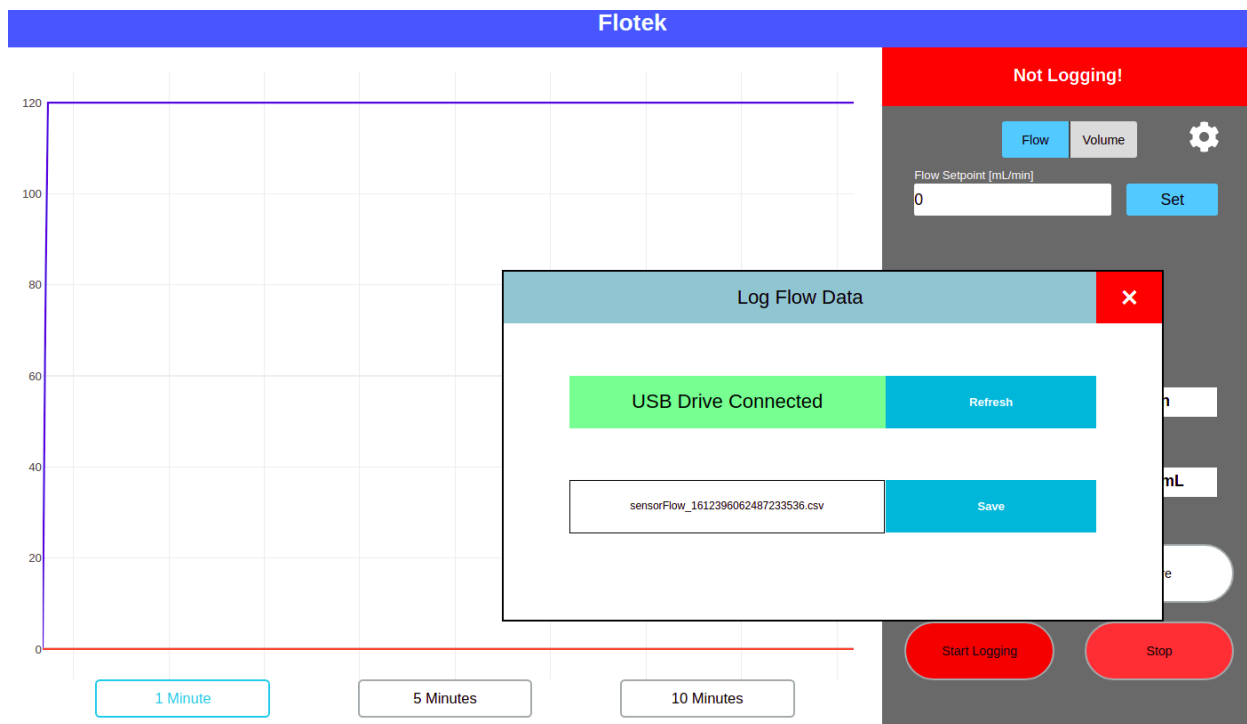 Flotek
Not Logging!
120
100
80
60
40
20
0
Flow Volume
Flow Setpoint [mL/min]
0 Set
Log Flow Data ×
USB Drive Connected Refresh
sensorFlow_1612396062487233536.csv Save
mL
Start Logging Stop
1 Minute 5 Minutes 10 Minutes